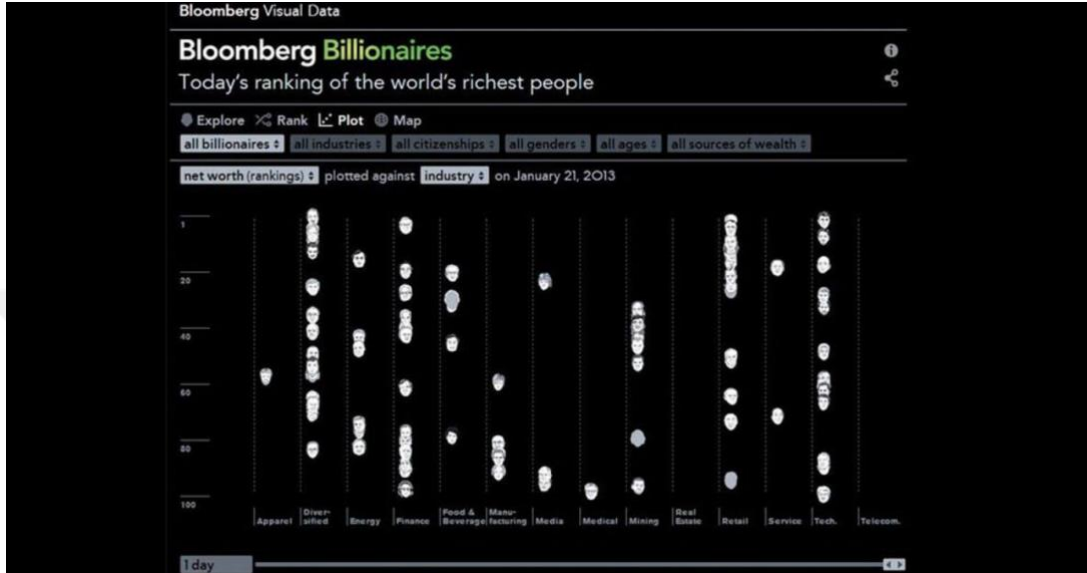 Bloomberg Visual Data
Bloomberg Billionaires
Today's ranking of the world's richest people
Explore Rank Plot Map
all billionaires all industries all citizenships all genders all ages all sources of wealth
net worth (rankings) plotted against industry on January 21, 2013
1
20
40
60
80
100
Apparel Diver-sified Energy Finance Food & Beverage Manu-facturing Media Medical Mining Real Estate Retail Service Tech. Telecom.
1 day